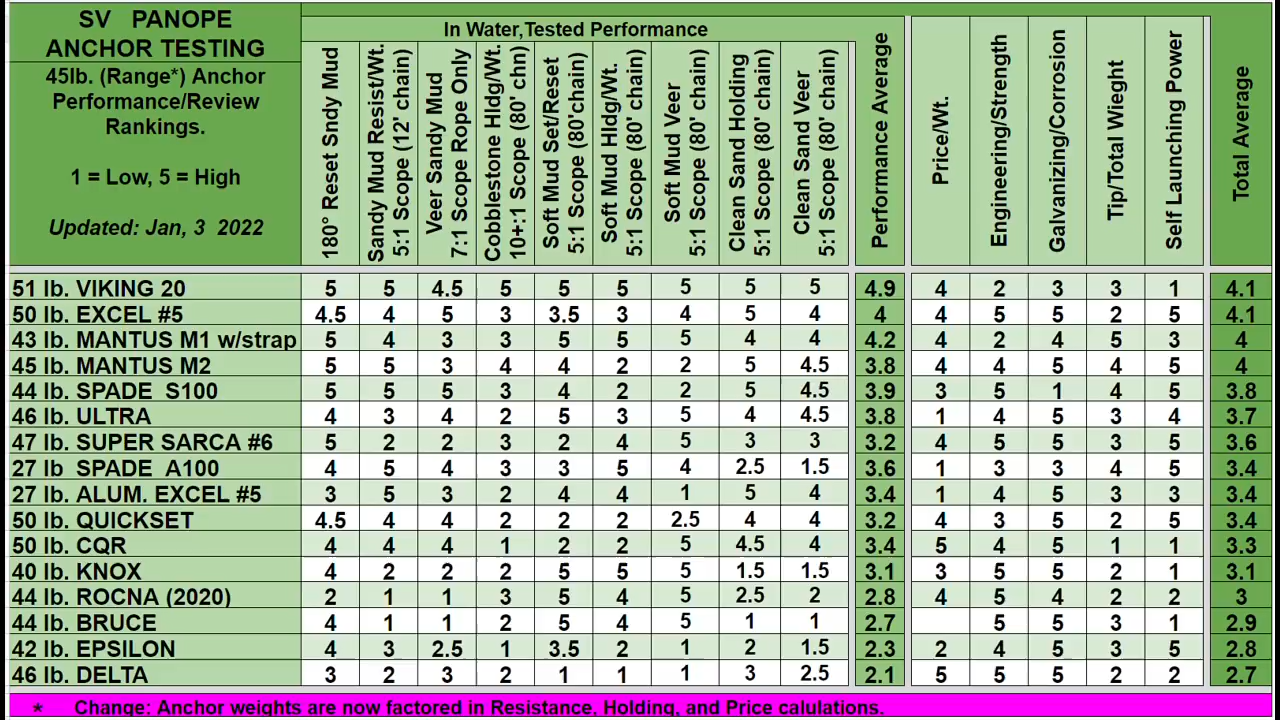 SV PANOPE
ANCHOR TESTING
45lb. (Range*) Anchor
Performance/Review
Rankings.
1 = Low, 5 = High
Updated: Jan, 3 2022
In Water,Tested Performance
180° Reset Sndy Mud
Sandy Mud Resist/Wt.
5:1 Scope (12' chain)
Veer Sandy Mud
7:1 Scope Rope Only
Cobblestone Hldg/Wt.
10+:1 Scope (80' chn)
Soft Mud Set/Reset
5:1 Scope (80'chain)
Soft Mud Hldg/Wt.
5:1 Scope (80' chain)
Soft Mud Veer
5:1 Scope (80' chain)
Clean Sand Holding
5:1 Scope (80' chain)
Clean Sand Veer
5:1 Scope (80' chain)
Performance Average
Price/Wt.
Engineering/Strength
Galvanizing/Corrosion
Tip/Total Wieght
Self Launching Power
Total Average
51 lb. VIKING 20 5 5 4.5 5 5 5 5 5 5 4.9 4 2 3 3 1 4.1
50 lb. EXCEL #5 4.5 4 5 3 3.5 3 4 5 4 4 4 5 5 2 5 4.1
43 lb. MANTUS M1 w/strap 5 4 3 3 5 5 5 4 4 4.2 4 2 4 5 3 4
45 lb. MANTUS M2 5 5 3 4 4 2 2 5 4.5 3.8 4 4 5 4 5 4
44 lb. SPADE S100 5 5 5 3 4 2 2 5 4.5 3.9 3 5 1 4 5 3.8
46 lb. ULTRA 4 3 4 2 5 3 5 4 4.5 3.8 1 4 5 3 4 3.7
47 lb. SUPER SARCA #6 5 2 2 3 2 4 5 3 3 3.2 4 5 5 3 5 3.6
27 lb SPADE A100 4 5 4 3 3 5 4 2.5 1.5 3.6 1 3 3 4 5 3.4
27 lb. ALUM. EXCEL #5 3 5 3 2 4 4 1 5 4 3.4 1 4 5 3 3 3.4
50 lb. QUICKSET 4.5 4 4 2 2 2 2.5 4 4 3.2 4 3 5 2 5 3.4
50 lb. CQR 4 4 4 1 2 2 5 4.5 4 3.4 5 4 5 1 1 3.3
40 lb. KNOX 4 2 2 2 5 5 5 1.5 1.5 3.1 3 5 5 2 1 3.1
44 lb. ROCNA (2020) 2 1 1 3 5 4 5 2.5 2 2.8 4 5 4 2 2 3
44 lb. BRUCE 4 1 1 2 5 4 5 1 1 2.7 5 5 3 1 2.9
42 lb. EPSILON 4 3 2.5 1 3.5 2 1 2 1.5 2.3 2 4 5 3 5 2.8
46 lb. DELTA 3 2 3 2 1 1 1 3 2.5 2.1 5 5 5 2 2 2.7
* Change: Anchor weights are now factored in Resistance, Holding, and Price calulations.